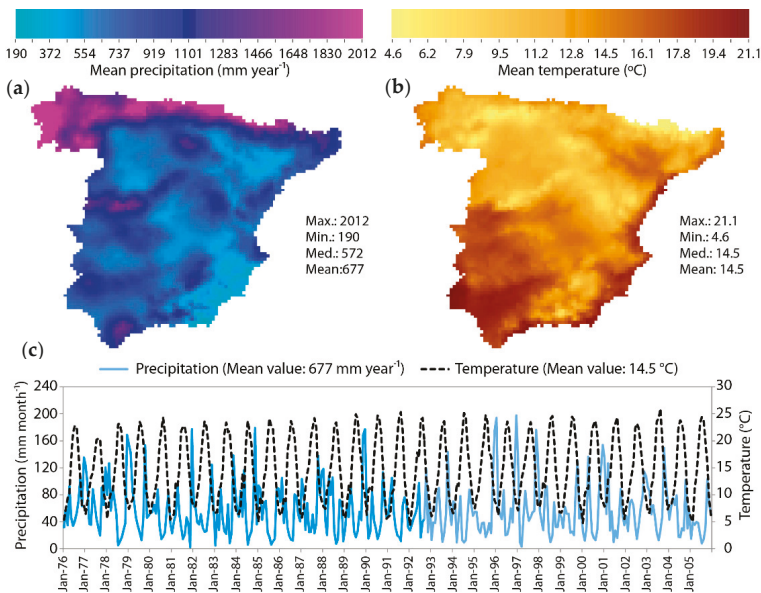 190 372 554 737 919 1101 1283 1466 1648 1830 2012
Mean precipitation (mm year⁻¹)
4.6 6.2 7.9 9.5 11.2 12.8 14.5 16.1 17.8 19.4 21.1
Mean temperature (ºC)
(a)
(b)
Max.: 2012
Min.: 190
Med.: 572
Mean:677
Max.: 21.1
Min.: 4.6
Med.: 14.5
Mean: 14.5
(c)
Precipitation (Mean value: 677 mm year⁻¹) Temperature (Mean value: 14.5 °C)
Precipitation (mm month⁻¹)
240
200
160
120
80
40
0
30
25
20
15
10
5
0
Temperature (°C)
Jan-76 Jan-77 Jan-78 Jan-79 Jan-80 Jan-81 Jan-82 Jan-83 Jan-84 Jan-85 Jan-86 Jan-87 Jan-88 Jan-89 Jan-90 Jan-91 Jan-92 Jan-93 Jan-94 Jan-95 Jan-96 Jan-97 Jan-98 Jan-99 Jan-00 Jan-01 Jan-02 Jan-03 Jan-04 Jan-05